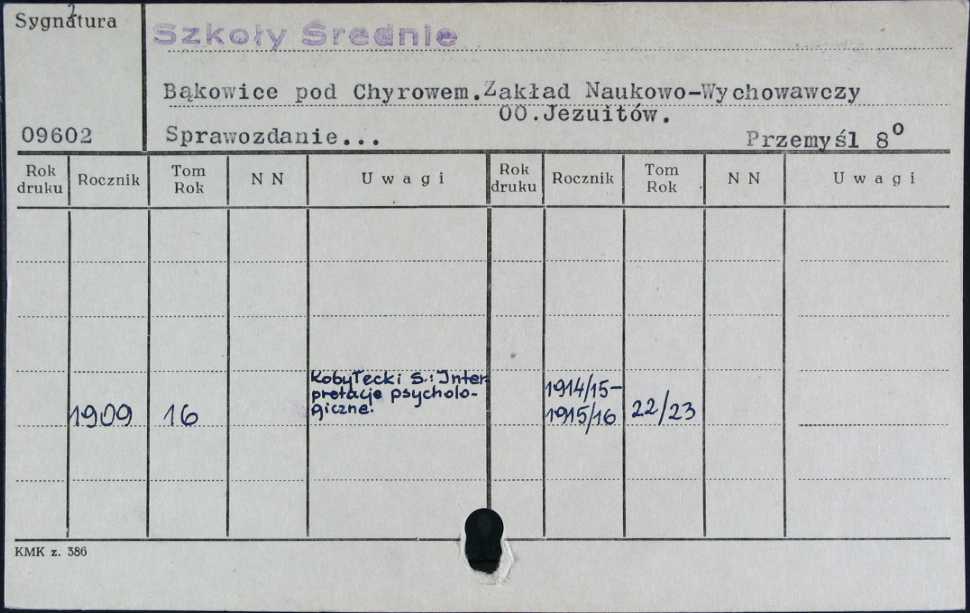 Sygnatura
Szkoły Średnie
Bąkowice pod Chyrowem.Zakład Naukowo-Wychowawczy
OO.Jezuitów.
09602
Sprawozdanie...
Przemyśl 8°
Rok druku
Rocznik
Tom Rok
N N
Uwagi
Rok druku
Rocznik
Tom Rok
N N
Uwagi
1909
16
Kobyłecki S.: Inter-
pretacje psycholo-
giczne.
1914/15-
1915/16
22/23
KMK z. 386